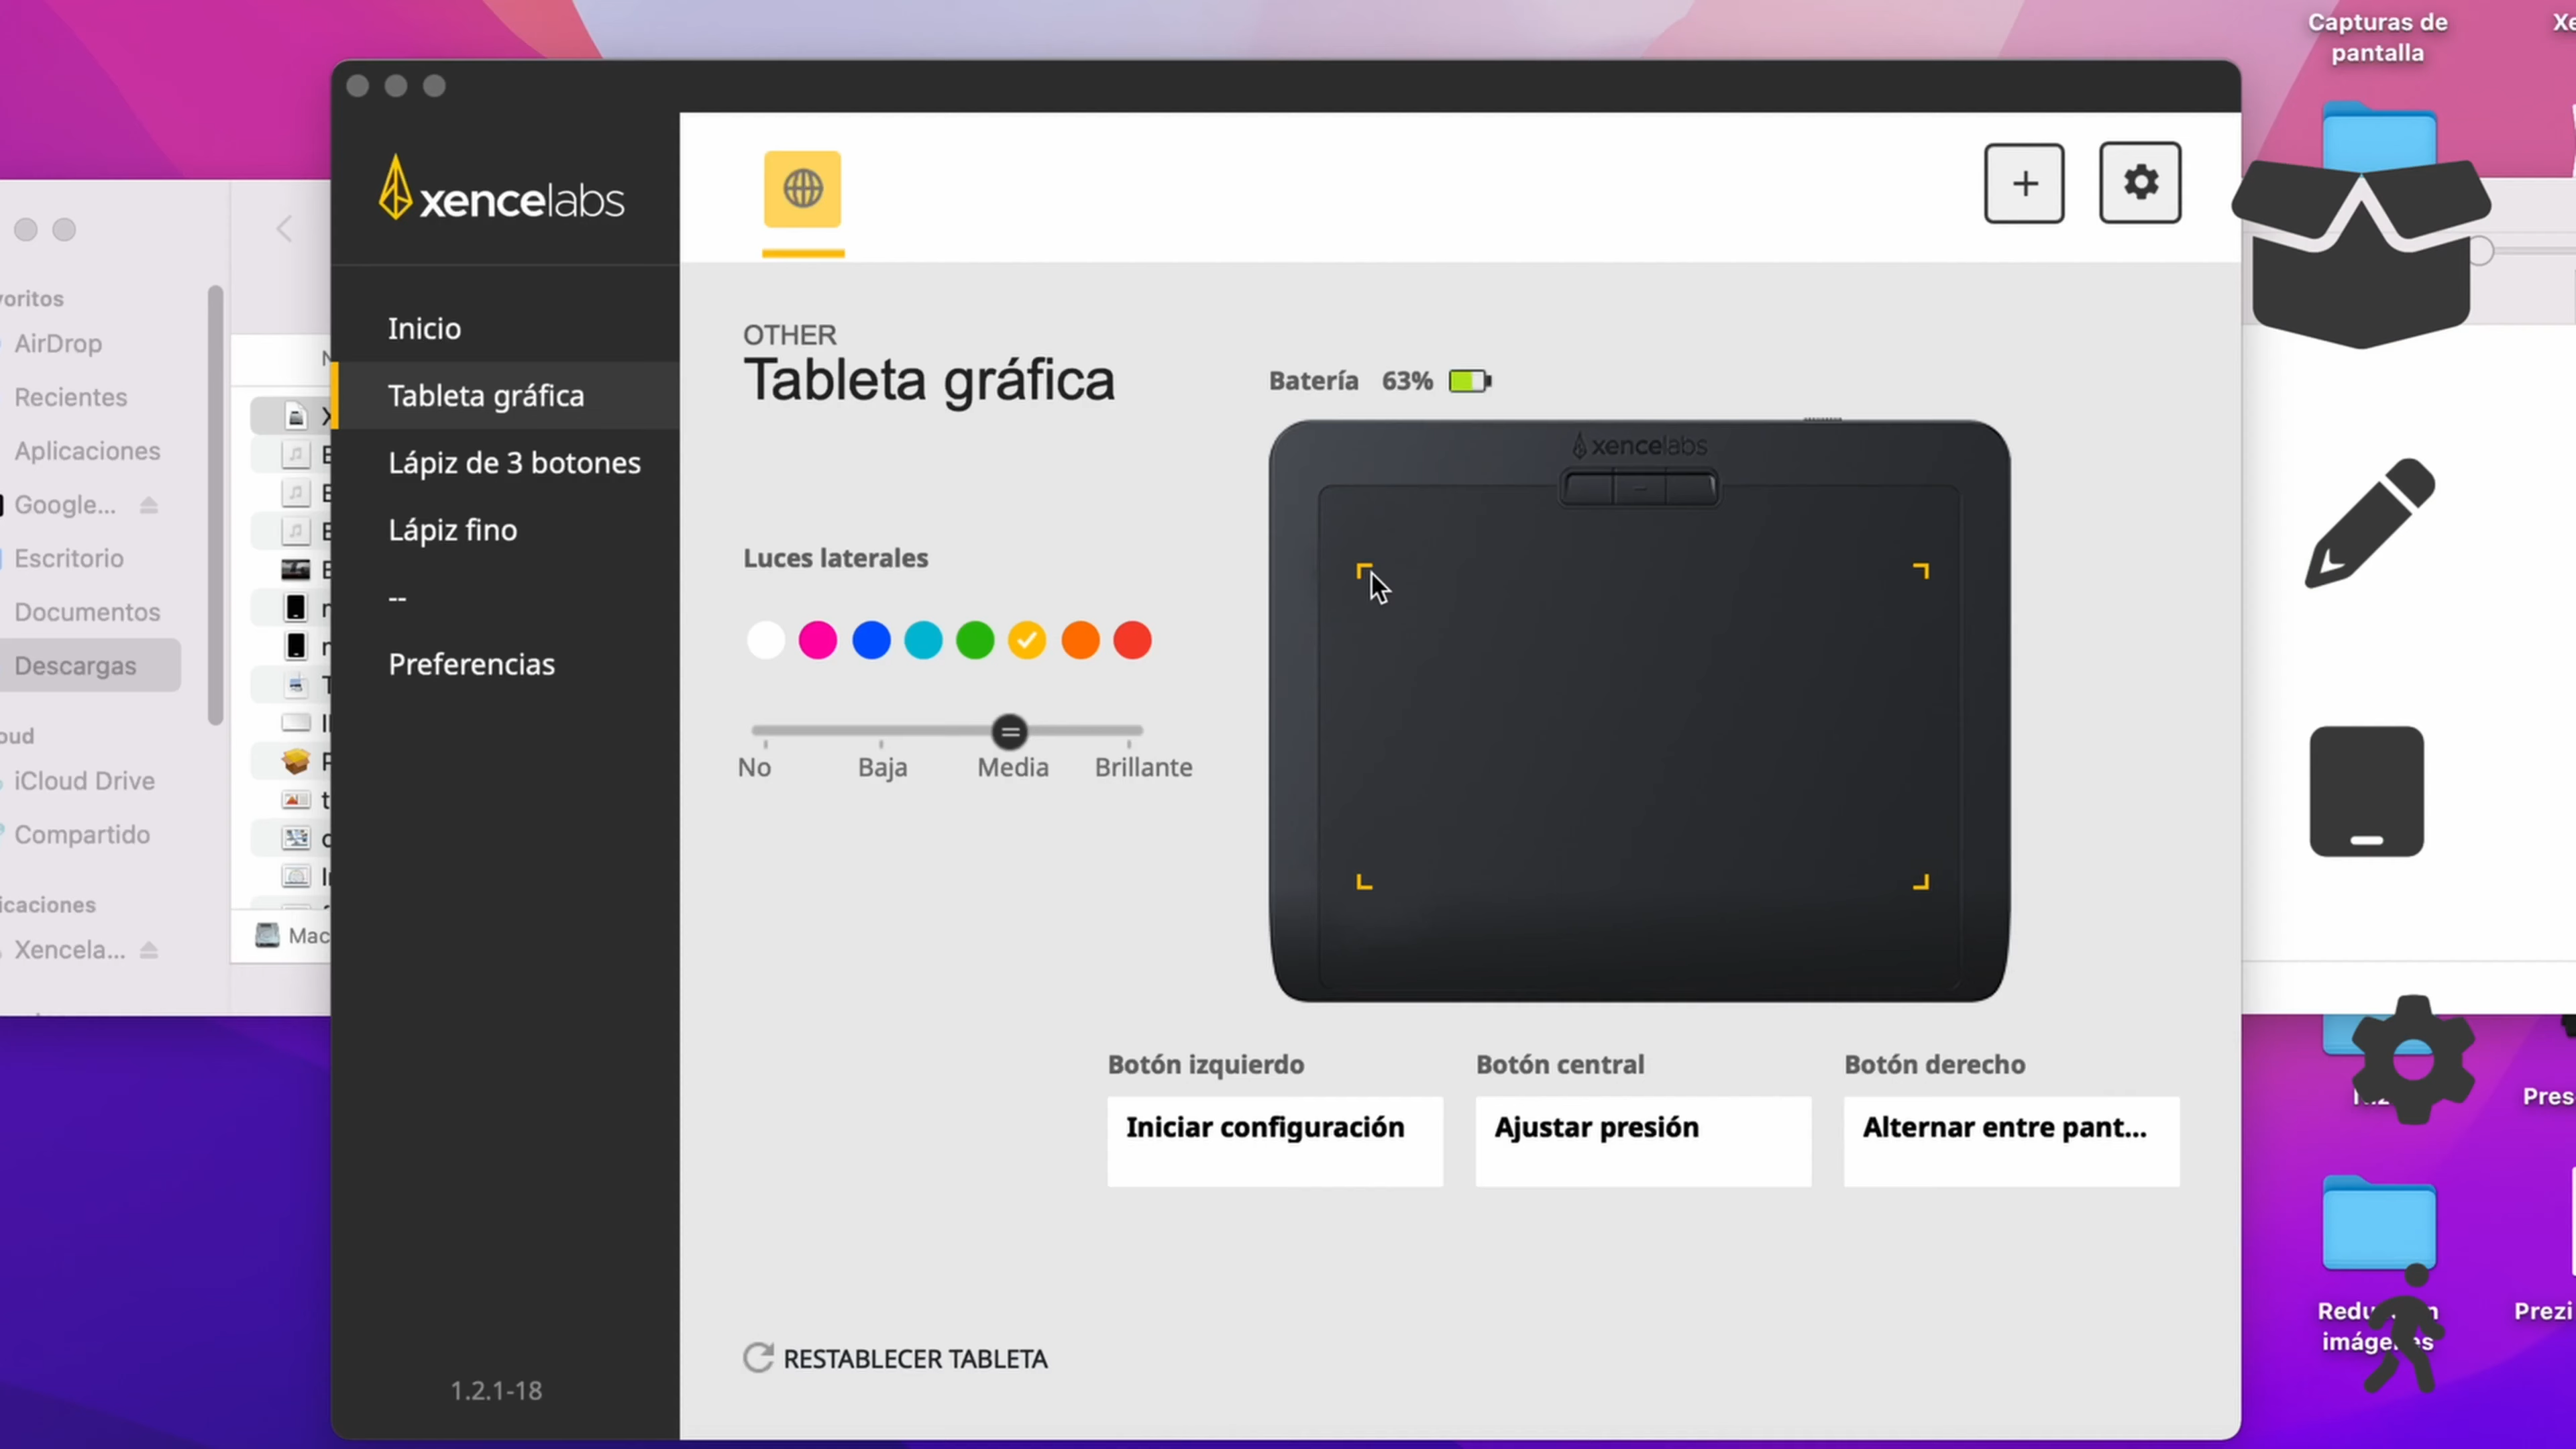 Capturas de
pantalla
xencelabs
Inicio
Tableta gráfica
Lápiz de 3 botones
Lápiz fino
--
Preferencias
1.2.1-18
OTHER
Tableta gráfica
Batería 63%
xencelabs
Luces laterales
No Baja Media Brillante
Botón izquierdo Botón central Botón derecho
Iniciar configuración Ajustar presión Alternar entre pant...
RESTABLECER TABLETA
voritos
AirDrop
Recientes
Aplicaciones
Google...
Escritorio
Documentos
Descargas
oud
iCloud Drive
Compartido
icaciones
Xencela...
Mac
Pres
Prezi